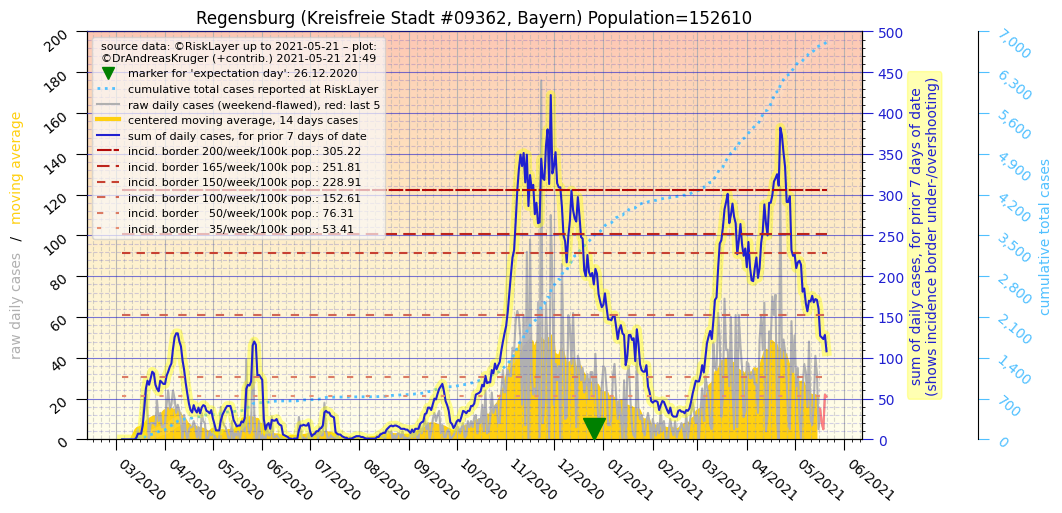 Regensburg (Kreisfreie Stadt #09362, Bayern) Population=152610
source data: ©RiskLayer up to 2021-05-21 – plot:
©DrAndreasKruger (+contrib.) 2021-05-21 21:49
marker for 'expectation day': 26.12.2020
cumulative total cases reported at RiskLayer
raw daily cases (weekend-flawed), red: last 5
centered moving average, 14 days cases
sum of daily cases, for prior 7 days of date
incid. border 200/week/100k pop.: 305.22
incid. border 165/week/100k pop.: 251.81
incid. border 150/week/100k pop.: 228.91
incid. border 100/week/100k pop.: 152.61
incid. border   50/week/100k pop.: 76.31
incid. border   35/week/100k pop.: 53.41
raw daily cases / moving average
200
180
160
140
120
100
80
60
40
20
0
03/2020
04/2020
05/2020
06/2020
07/2020
08/2020
09/2020
10/2020
11/2020
12/2020
01/2021
02/2021
03/2021
04/2021
05/2021
06/2021
500
450
400
350
300
250
200
150
100
50
0
sum of daily cases, for prior 7 days of date
(shows incidence border under-/overshooting)
7,000
6,300
5,600
4,900
4,200
3,500
2,800
2,100
1,400
700
0
cumulative total cases